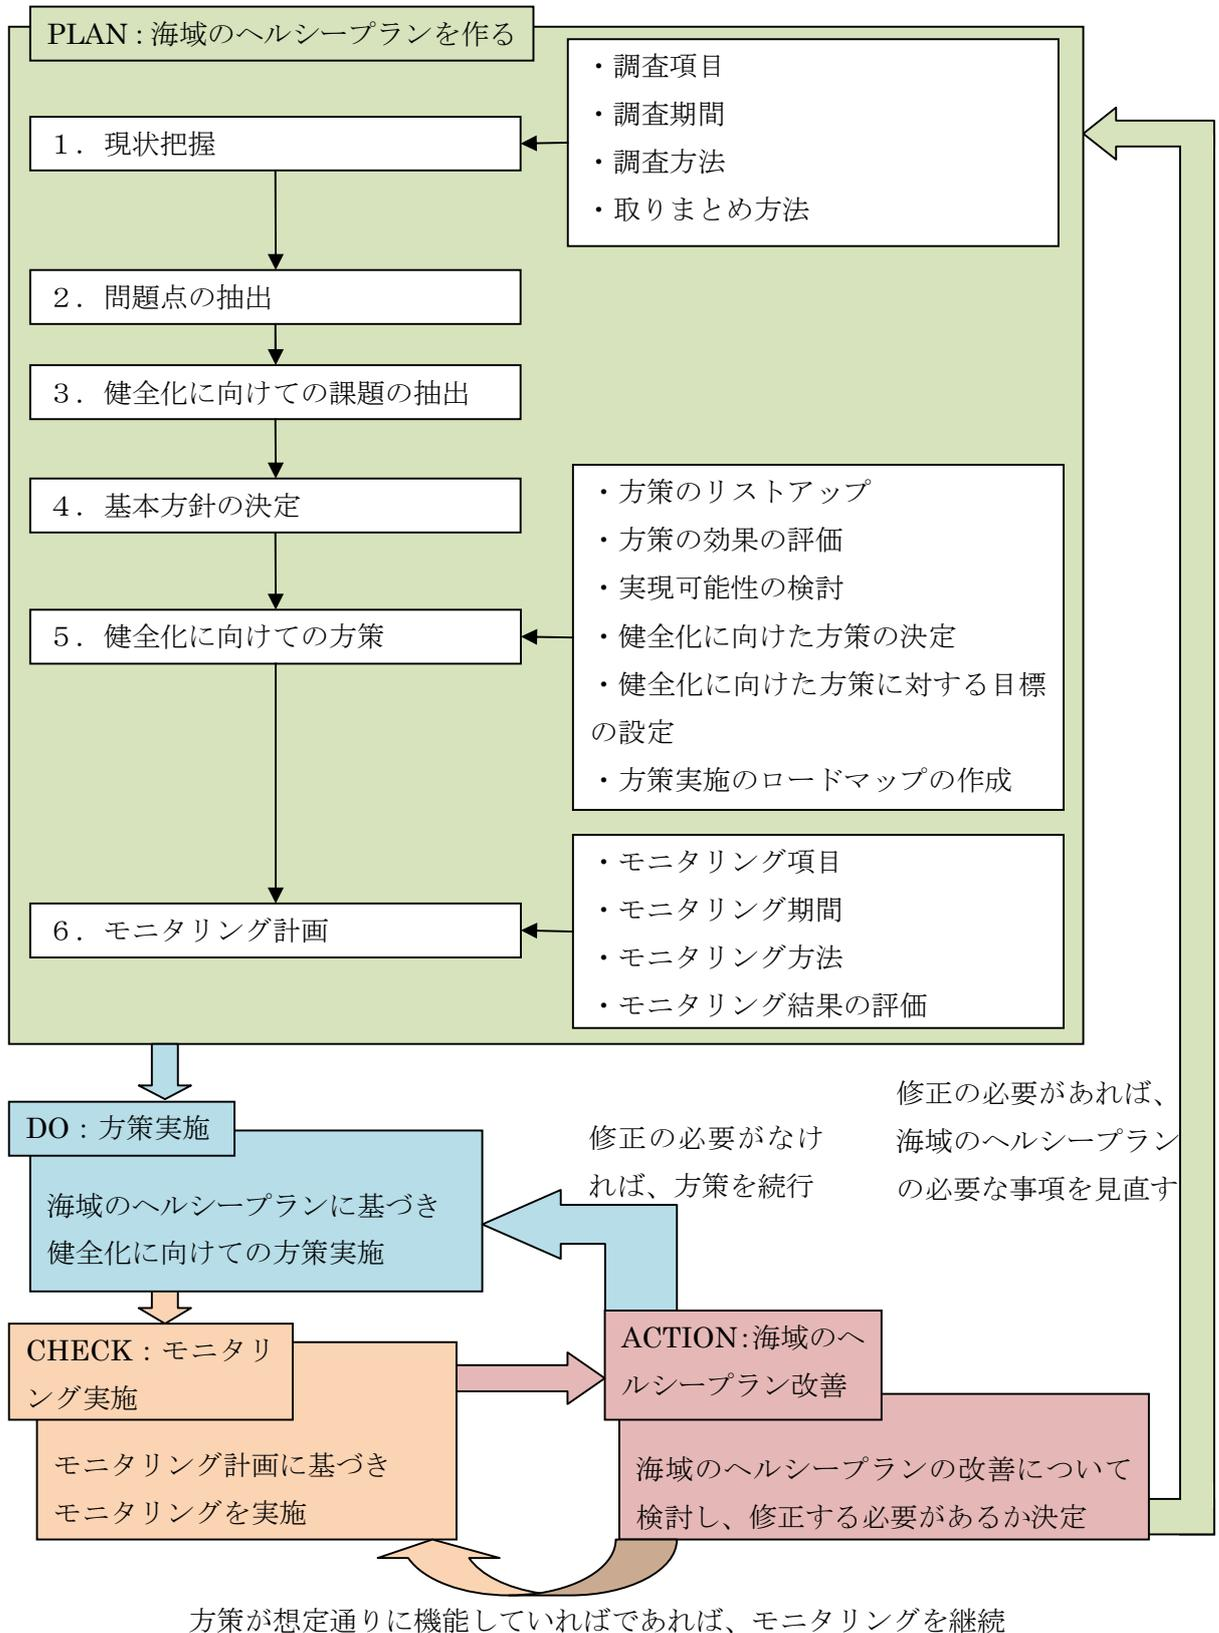 PLAN：海域のヘルシープランを作る
・調査項目
・調査期間
・調査方法
・取りまとめ方法
１．現状把握
２．問題点の抽出
３．健全化に向けての課題の抽出
４．基本方針の決定
・方策のリストアップ
・方策の効果の評価
・実現可能性の検討
・健全化に向けた方策の決定
・健全化に向けた方策に対する目標
の設定
・方策実施のロードマップの作成
５．健全化に向けての方策
・モニタリング項目
・モニタリング期間
・モニタリング方法
・モニタリング結果の評価
６．モニタリング計画
DO：方策実施
海域のヘルシープランに基づき
健全化に向けての方策実施
修正の必要がなけ
れば、方策を続行
修正の必要があれば、
海域のヘルシープラン
の必要な事項を見直す
CHECK：モニタリ
ング実施
モニタリング計画に基づき
モニタリングを実施
ACTION：海域のヘ
ルシープラン改善
海域のヘルシープランの改善について
検討し、修正する必要があるか決定
方策が想定通りに機能していればであれば、モニタリングを継続